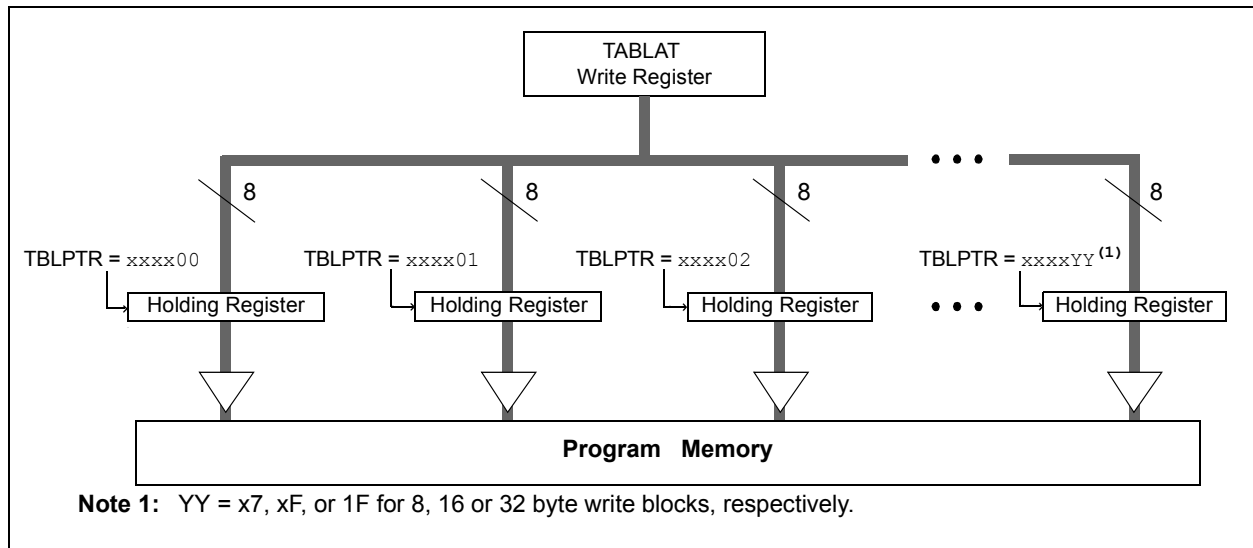 TABLAT
Write Register
8 8 8 ● ● ● 8
TBLPTR = xxxx00 TBLPTR = xxxx01 TBLPTR = xxxx02 TBLPTR = xxxxYY(1)
Holding Register Holding Register Holding Register ● ● ● Holding Register
Program Memory
Note 1: YY = x7, xF, or 1F for 8, 16 or 32 byte write blocks, respectively.